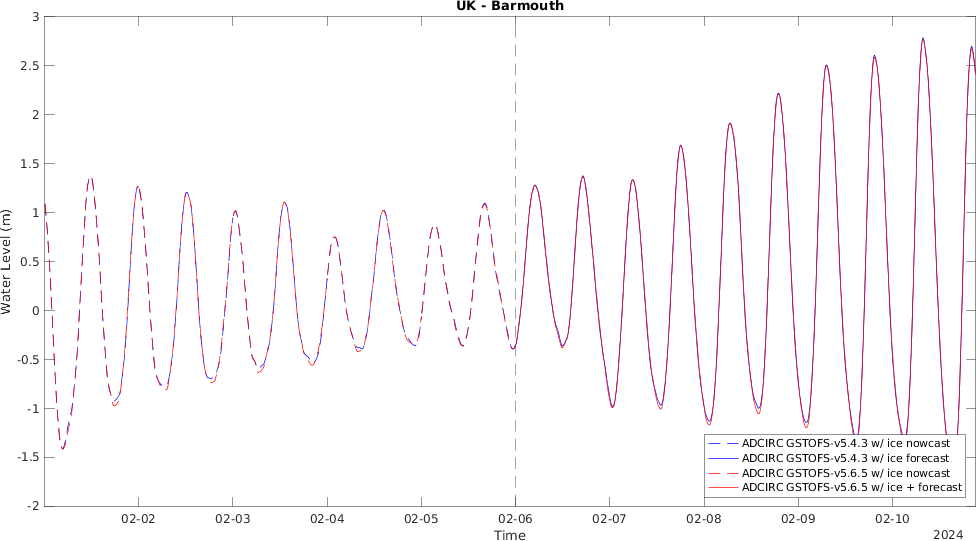 UK - Barmouth
3
2.5
2
1.5
1
0.5
0
-0.5
-1
-1.5
-2
Water Level (m)
02-02 02-03 02-04 02-05 02-06 02-07 02-08 02-09 02-10
Time
2024
ADCIRC GSTOFS-v5.4.3 w/ ice nowcast
ADCIRC GSTOFS-v5.4.3 w/ ice forecast
ADCIRC GSTOFS-v5.6.5 w/ ice nowcast
ADCIRC GSTOFS-v5.6.5 w/ ice + forecast